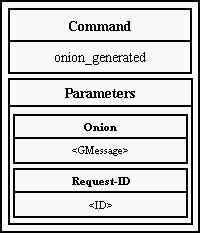 Command
onion_generated
Parameters
Onion
<GMessage>
Request-ID
<ID>